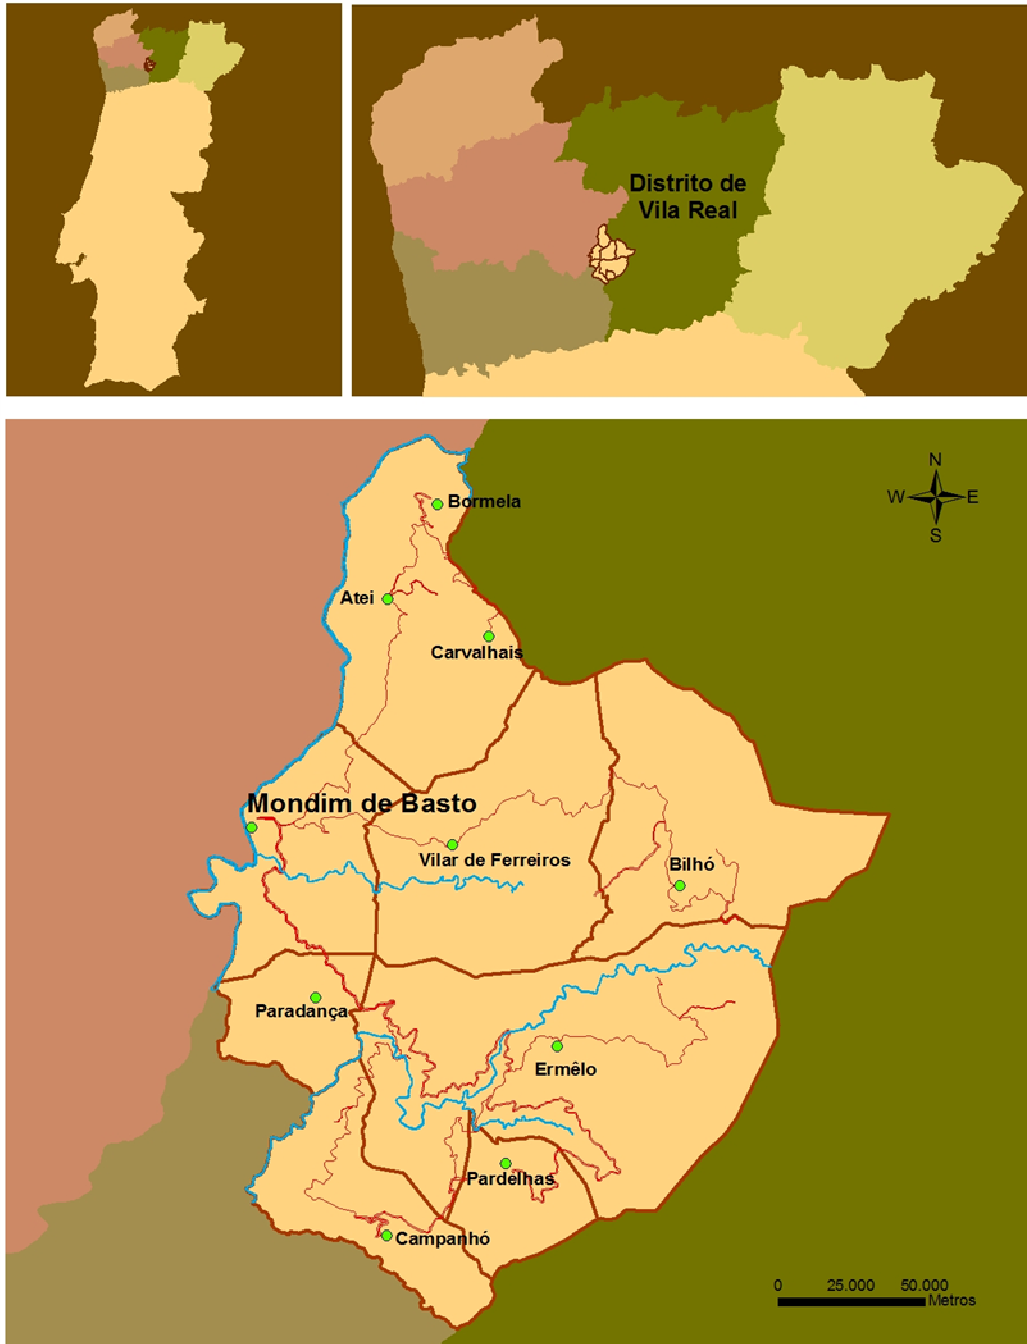 Distrito de
Vila Real
N
W
E
S
Bormela
Atei
Carvalhais
Mondim de Basto
Vilar de Ferreiros
Bilhó
Paradança
Ermêlo
Pardelhas
Campanhó
0 25.000 50.000
Metros